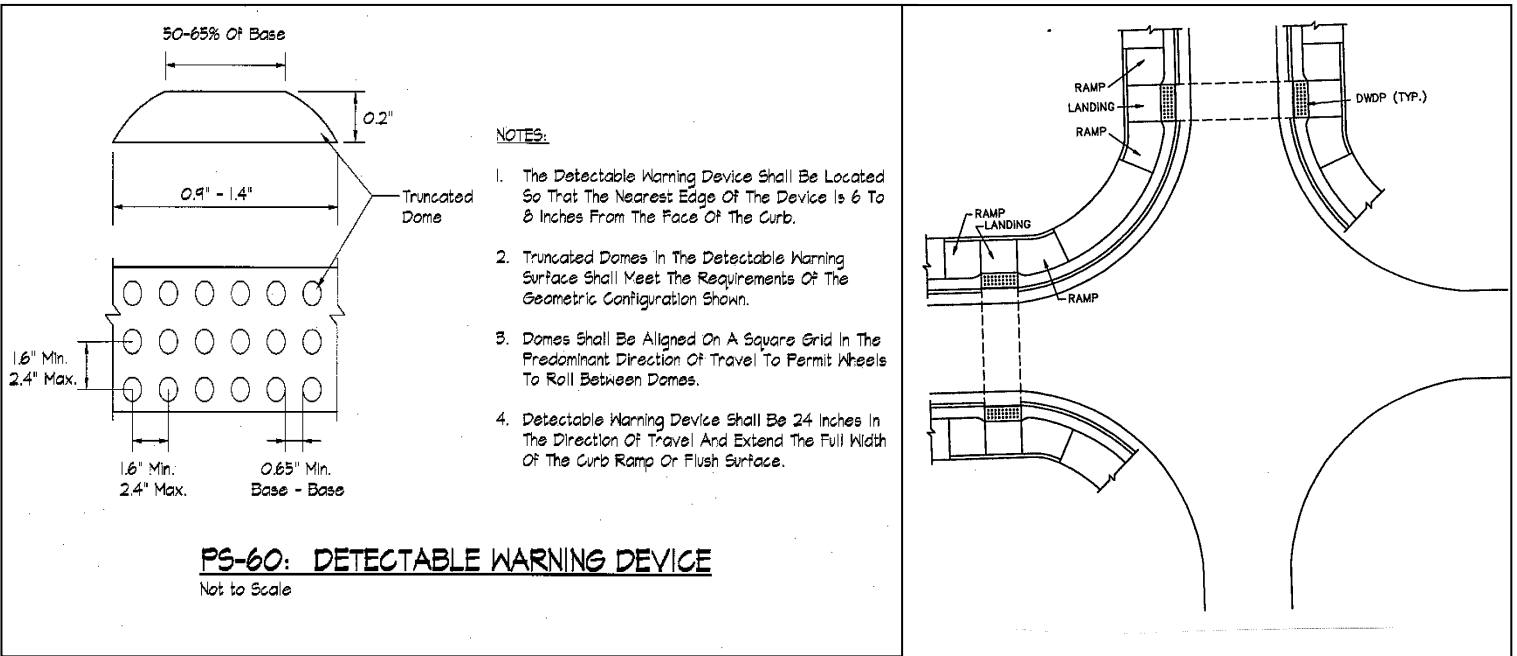 50-65% Of Base
0.2"
0.9" - 1.4"
Truncated
Dome
1.6" Min.
2.4" Max.
1.6" Min.
2.4" Max.
0.65" Min.
Base - Base
NOTES:
1. The Detectable Warning Device Shall Be Located
So That The Nearest Edge Of The Device Is 6 To
8 Inches From The Face Of The Curb.
2. Truncated Domes In The Detectable Warning
Surface Shall Meet The Requirements Of The
Geometric Configuration Shown.
3. Domes Shall Be Aligned On A Square Grid In The
Predominant Direction Of Travel To Permit Wheels
To Roll Between Domes.
4. Detectable Warning Device Shall Be 24 Inches In
The Direction Of Travel And Extend The Full Width
Of The Curb Ramp Or Flush Surface.
PS-60: DETECTABLE WARNING DEVICE
Not to Scale
RAMP
LANDING
RAMP
DWDP (TYP.)
RAMP
LANDING
RAMP